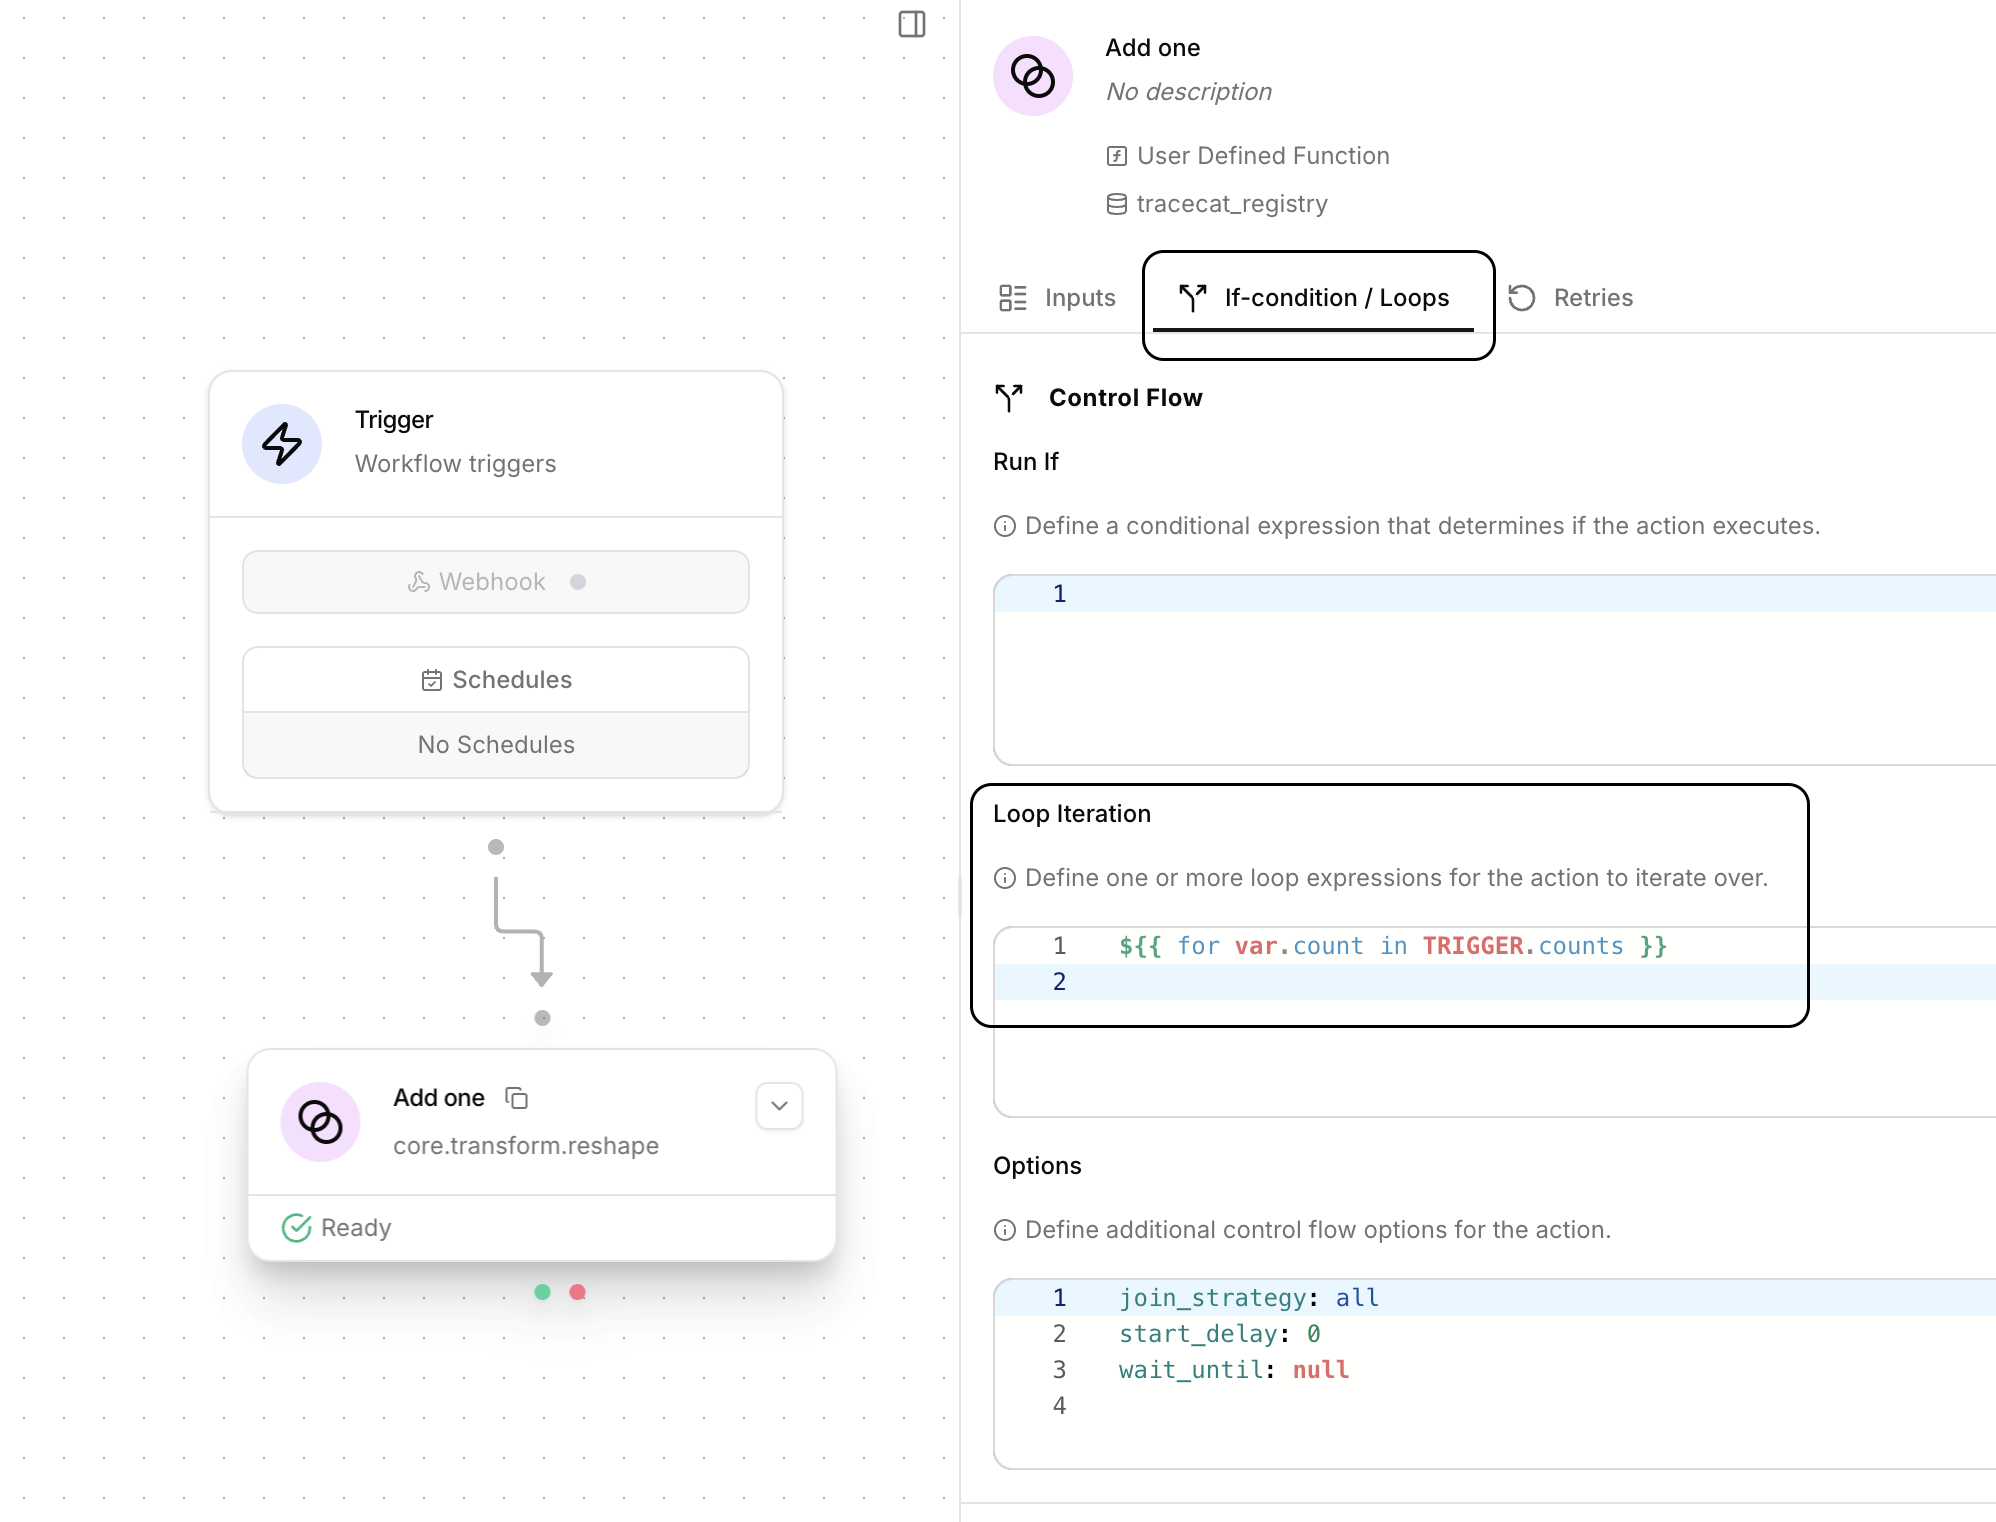 Trigger
Workflow triggers
Webhook
Schedules
No Schedules
Add one
core.transform.reshape
Ready
Add one
No description
User Defined Function
tracecat_registry
Inputs
If-condition / Loops
Retries
Control Flow
Run If
Define a conditional expression that determines if the action executes.
1
Loop Iteration
Define one or more loop expressions for the action to iterate over.
1 ${{ for var.count in TRIGGER.counts }}
2
Options
Define additional control flow options for the action.
1 join_strategy: all
2 start_delay: 0
3 wait_until: null
4